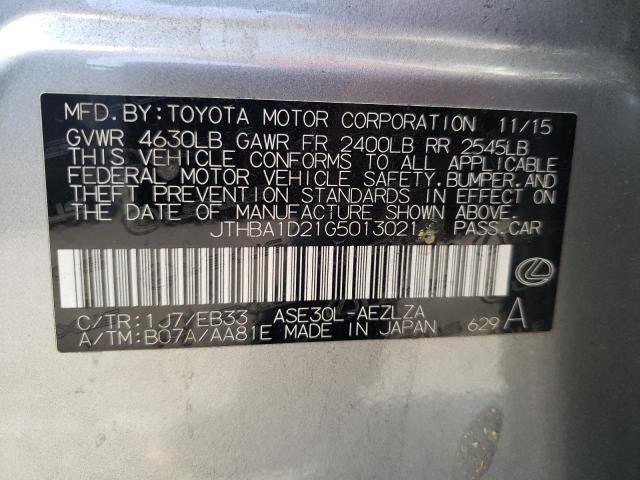 MFD. BY: TOYOTA MOTOR CORPORATION 11/15
GVWR 4630LB GAWR FR 2400LB RR 2545LB
THIS VEHICLE CONFORMS TO ALL APPLICABLE
FEDERAL MOTOR VEHICLE SAFETY, BUMPER, AND
THEFT PREVENTION STANDARDS IN EFFECT ON
THE DATE OF MANUFACTURE SHOWN ABOVE.
JTHBA1D21G5013021 PASS. CAR
C/TR: 1J7/EB33 ASE30L-AEZLZA
A/TM: B07A/AA81E MADE IN JAPAN 629 A